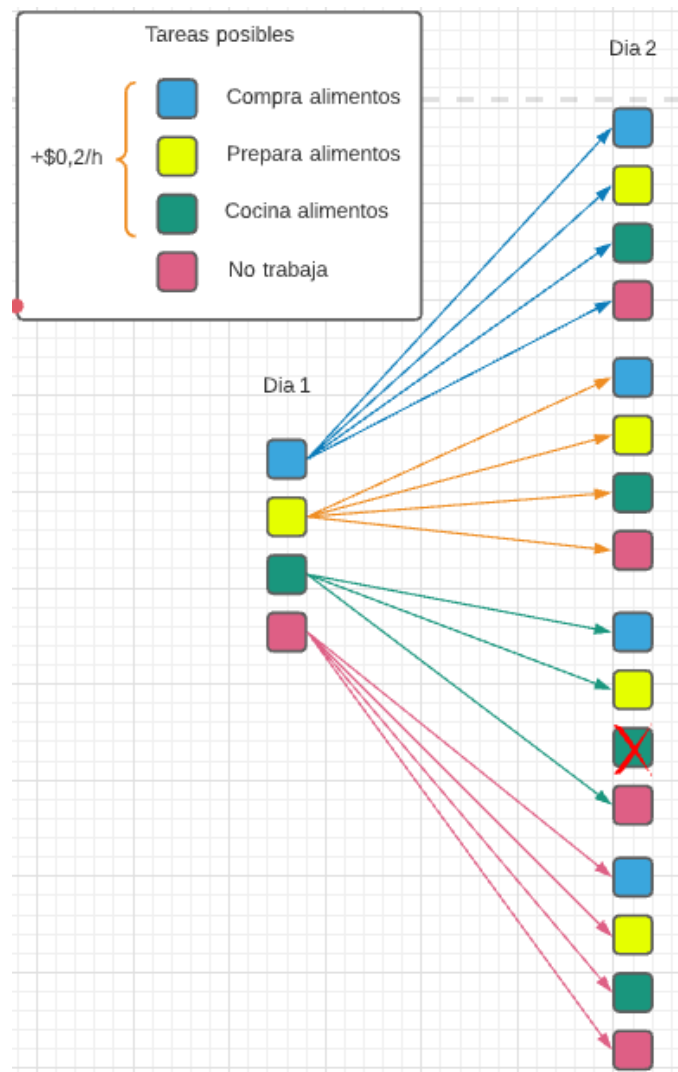 Tareas posibles
Compra alimentos
+$0,2/h
Prepara alimentos
Cocina alimentos
No trabaja
Dia 2
Dia 1